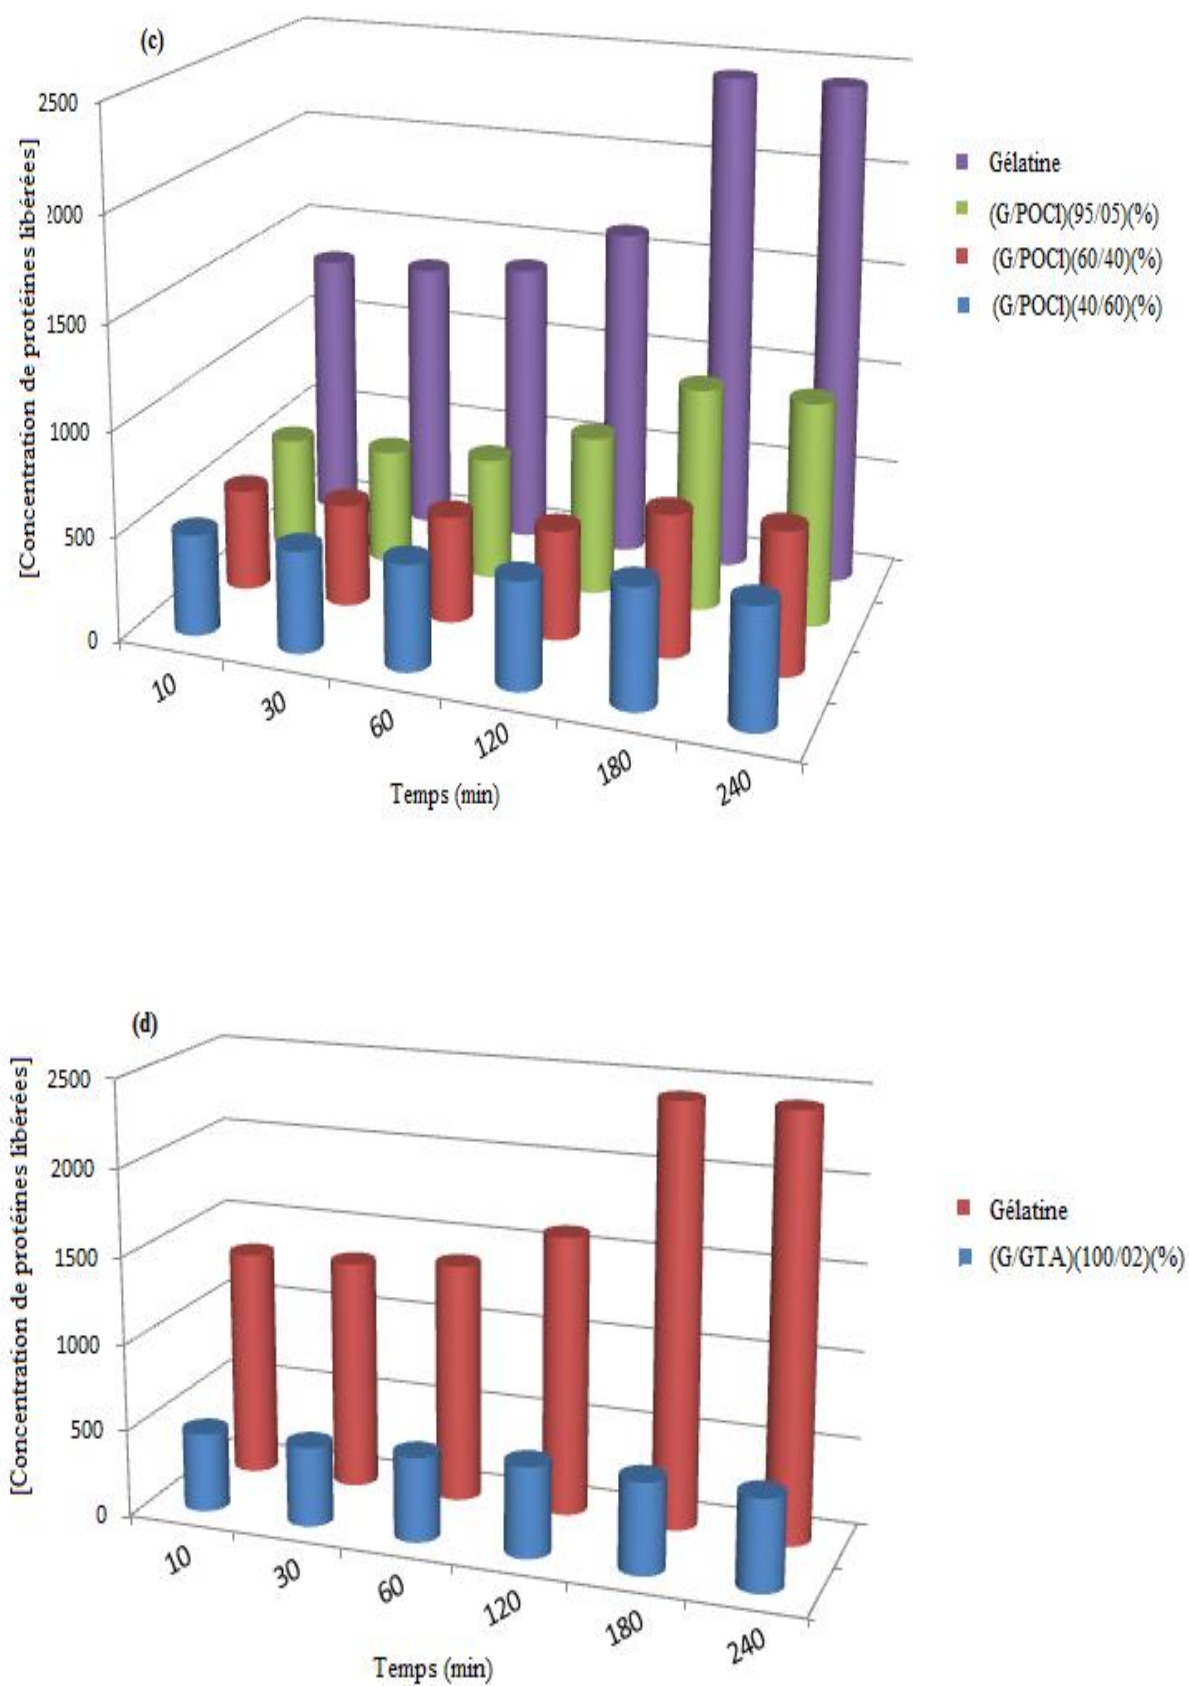 (c)
[Concentration de protéines libérées]
2500
2000
1500
1000
500
0
10
30
60
120
180
240
Temps (min)
Gélatine
(G/POCl)(95/05)(%)
(G/POCl)(60/40)(%)
(G/POCl)(40/60)(%)
(d)
[Concentration de protéines libérées]
2500
2000
1500
1000
500
0
10
30
60
120
180
240
Temps (min)
Gélatine
(G/GTA)(100/02)(%)